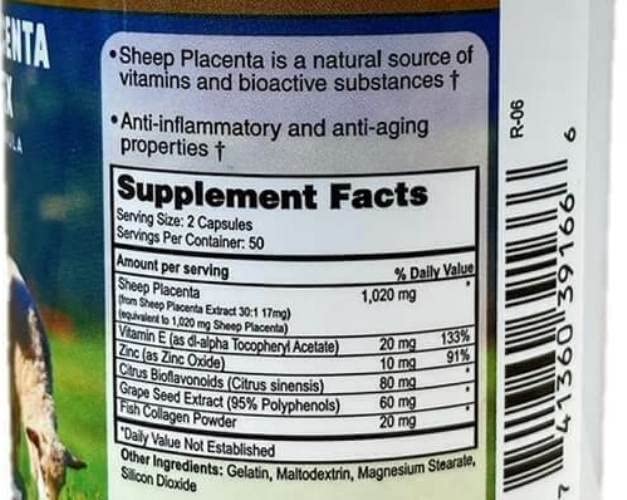 ENTA
X
ULA
•Sheep Placenta is a natural source of
vitamins and bioactive substances †
•Anti-inflammatory and anti-aging
properties †
Supplement Facts
Serving Size: 2 Capsules
Servings Per Container: 50
Amount per serving % Daily Value
Sheep Placenta 1,020 mg *
(from Sheep Placenta Extract 30:1 17mg)
(equivalent to 1,020 mg Sheep Placenta)
Vitamin E (as dl-alpha Tocopheryl Acetate) 20 mg 133%
Zinc (as Zinc Oxide) 10 mg 91%
Citrus Bioflavonoids (Citrus sinensis) 80 mg *
Grape Seed Extract (95% Polyphenols) 60 mg *
Fish Collagen Powder 20 mg *
*Daily Value Not Established
Other Ingredients: Gelatin, Maltodextrin, Magnesium Stearate,
Silicon Dioxide
R-06
7 41360 39166 6